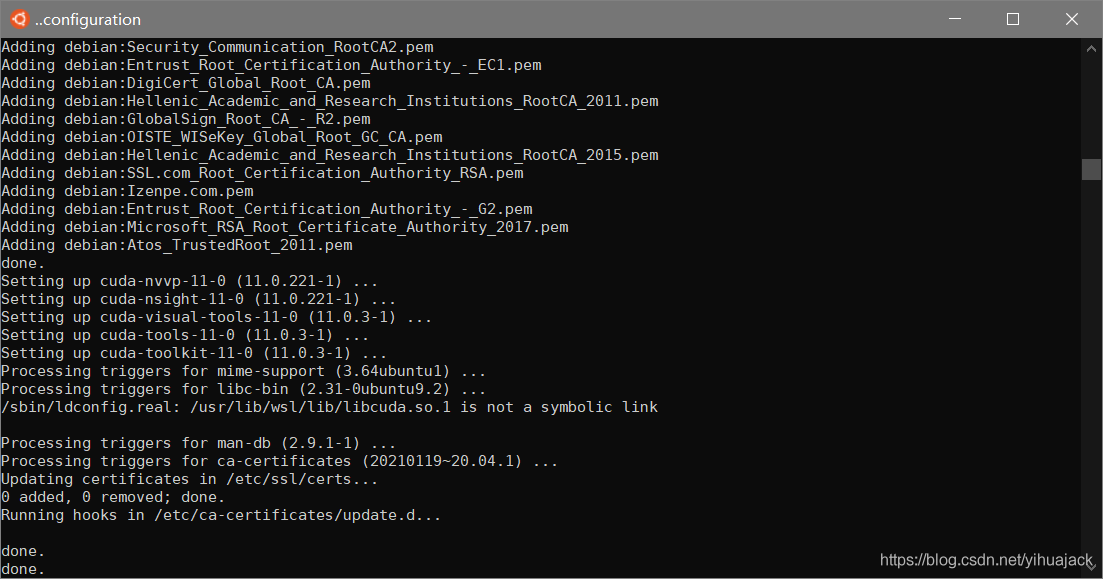 ..configuration
Adding debian:Security_Communication_RootCA2.pem
Adding debian:Entrust_Root_Certification_Authority_-_EC1.pem
Adding debian:DigiCert_Global_Root_CA.pem
Adding debian:Hellenic_Academic_and_Research_Institutions_RootCA_2011.pem
Adding debian:GlobalSign_Root_CA_-_R2.pem
Adding debian:OISTE_WISeKey_Global_Root_GC_CA.pem
Adding debian:Hellenic_Academic_and_Research_Institutions_RootCA_2015.pem
Adding debian:SSL.com_Root_Certification_Authority_RSA.pem
Adding debian:Izenpe.com.pem
Adding debian:Entrust_Root_Certification_Authority_-_G2.pem
Adding debian:Microsoft_RSA_Root_Certificate_Authority_2017.pem
Adding debian:Atos_TrustedRoot_2011.pem
done.
Setting up cuda-nvvp-11-0 (11.0.221-1) ...
Setting up cuda-nsight-11-0 (11.0.221-1) ...
Setting up cuda-visual-tools-11-0 (11.0.3-1) ...
Setting up cuda-tools-11-0 (11.0.3-1) ...
Setting up cuda-toolkit-11-0 (11.0.3-1) ...
Processing triggers for mime-support (3.64ubuntu1) ...
Processing triggers for libc-bin (2.31-0ubuntu9.2) ...
/sbin/ldconfig.real: /usr/lib/wsl/lib/libcuda.so.1 is not a symbolic link
Processing triggers for man-db (2.9.1-1) ...
Processing triggers for ca-certificates (20210119~20.04.1) ...
Updating certificates in /etc/ssl/certs...
0 added, 0 removed; done.
Running hooks in /etc/ca-certificates/update.d...
done.
done.
https://blog.csdn.net/yihuajack